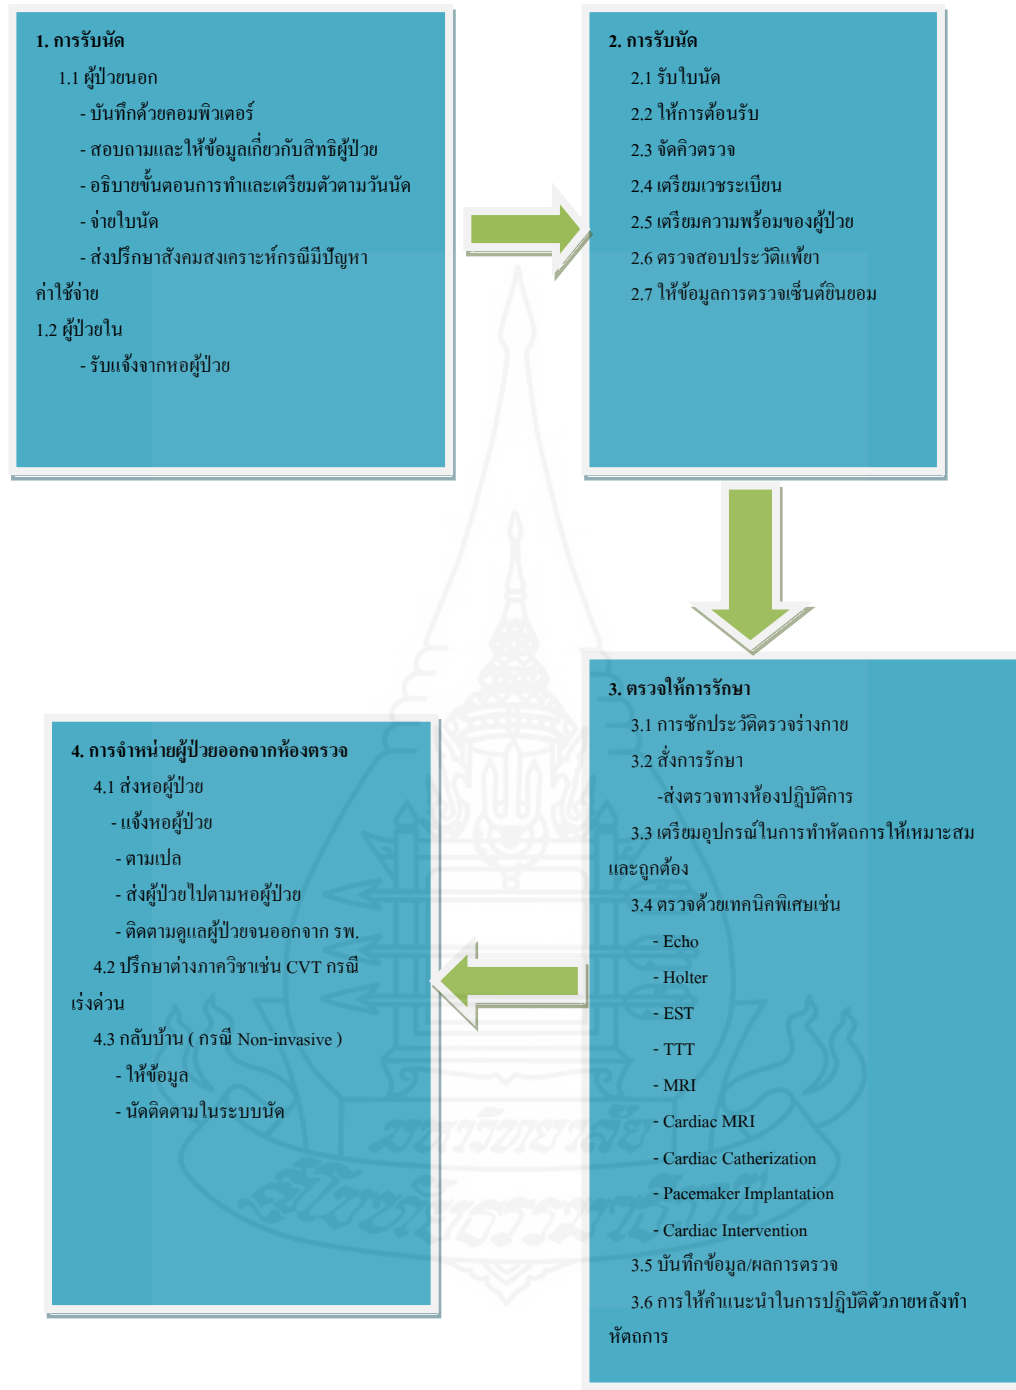 1. การรับนัด
1.1 ผู้ป่วยนอก
- บันทึกด้วยคอมพิวเตอร์
- สอบถามและให้ข้อมูลเกี่ยวกับสิทธิผู้ป่วย
- อธิบายขั้นตอนการทำและเตรียมตัวตามวันนัด
- จ่ายใบนัด
- ส่งปรึกษาสังคมสงเคราะห์กรณีมีปัญหา
ค่าใช้จ่าย
1.2 ผู้ป่วยใน
- รับแจ้งจากหอผู้ป่วย
2. การรับนัด
2.1 รับใบนัด
2.2 ให้การต้อนรับ
2.3 จัดคิวตรวจ
2.4 เตรียมเวชระเบียน
2.5 เตรียมความพร้อมของผู้ป่วย
2.6 ตรวจสอบประวัติแพ้ยา
2.7 ให้ข้อมูลการตรวจเซ็นต์ยินยอม
3. ตรวจให้การรักษา
3.1 การซักประวัติตรวจร่างกาย
3.2 สั่งการรักษา
-ส่งตรวจทางห้องปฏิบัติการ
3.3 เตรียมอุปกรณ์ในการทำหัตถการให้เหมาะสม
และถูกต้อง
3.4 ตรวจด้วยเทคนิคพิเศษเช่น
- Echo
- Holter
- EST
- TTT
- MRI
- Cardiac MRI
- Cardiac Catherization
- Pacemaker Implantation
- Cardiac Intervention
3.5 บันทึกข้อมูล/ผลการตรวจ
3.6 การให้คำแนะนำในการปฏิบัติตัวภายหลังทำ
หัตถการ
4. การจำหน่ายผู้ป่วยออกจากห้องตรวจ
4.1 ส่งหอผู้ป่วย
- แจ้งหอผู้ป่วย
- ตามเปล
- ส่งผู้ป่วยไปตามหอผู้ป่วย
- ติดตามดูแลผู้ป่วยจนออกจาก รพ.
4.2 ปรึกษาต่างภาควิชาเช่น CVT กรณี
เร่งด่วน
4.3 กลับบ้าน ( กรณี Non-invasive )
- ให้ข้อมูล
- นัดติดตามในระบบนัด
มหาวิทยาลัย
สุโขทัยธรรมาธิราช